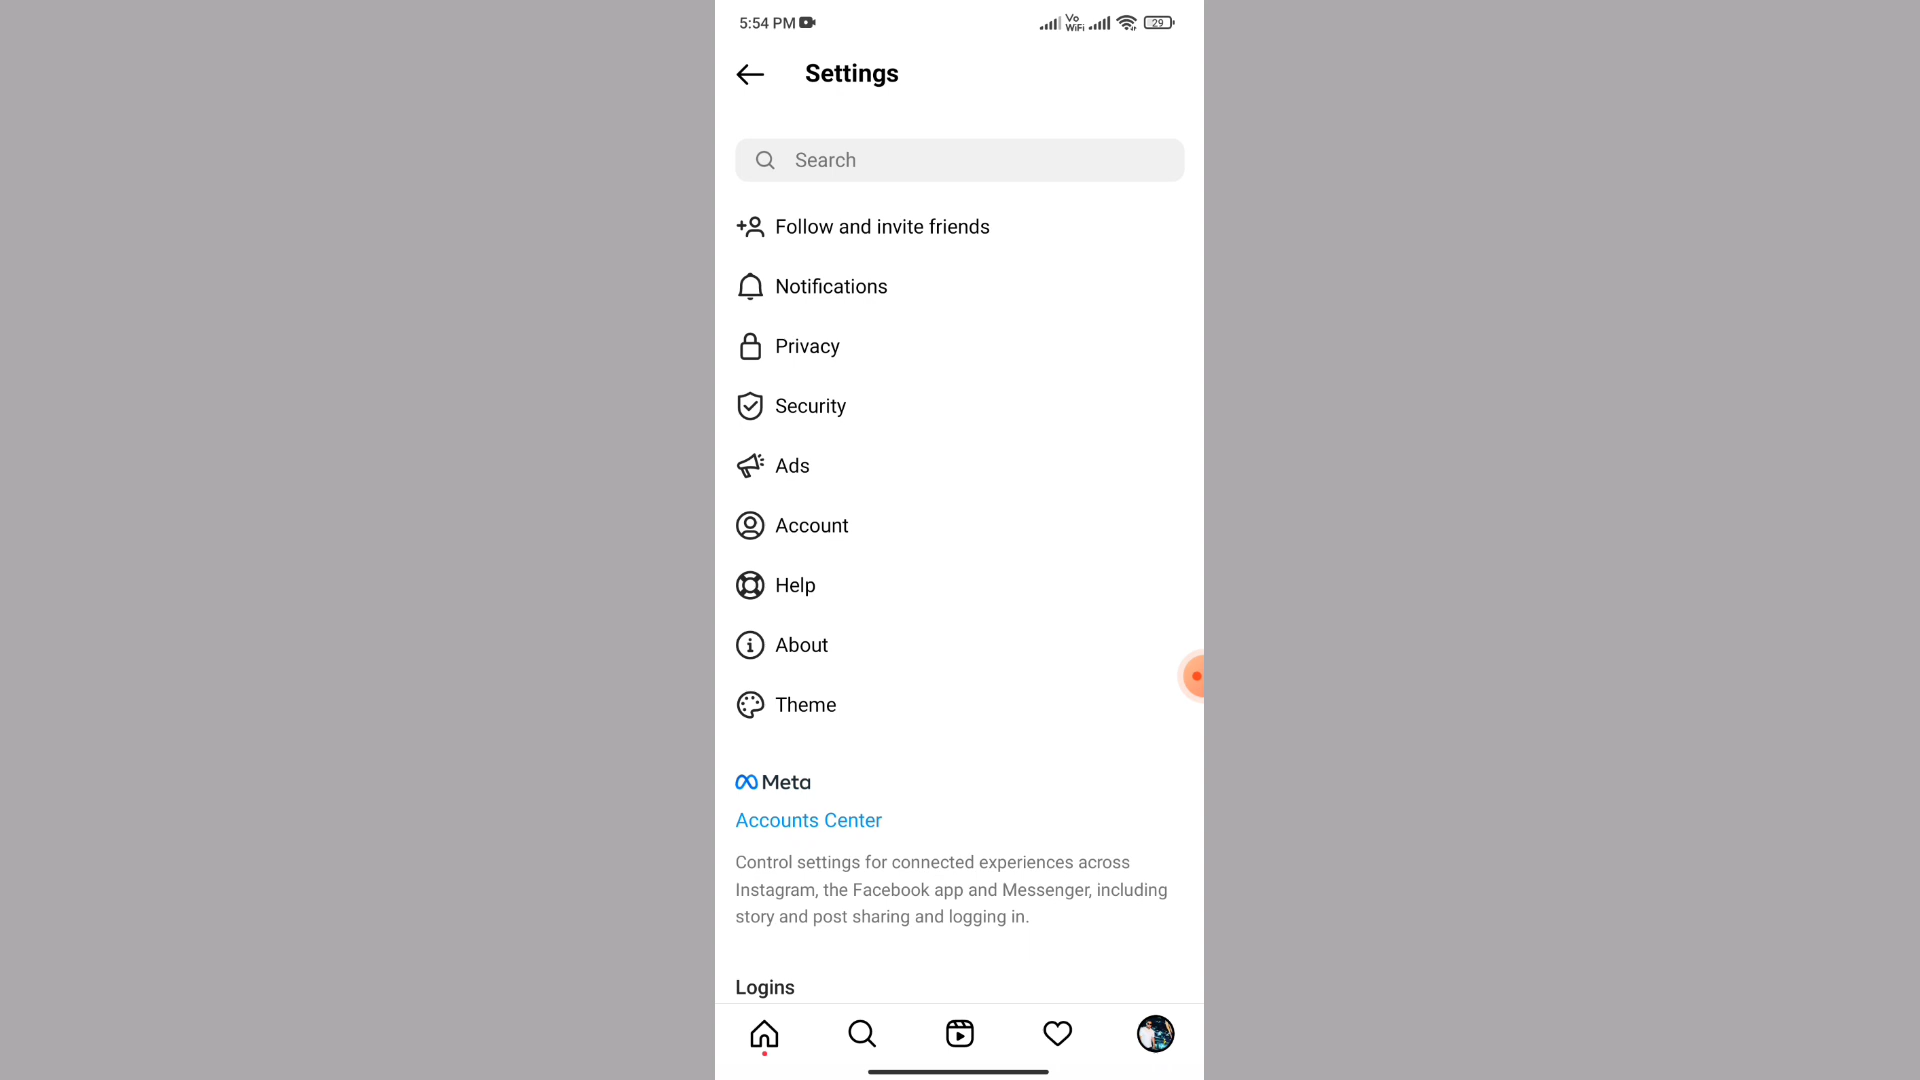 5:54 PM
Vo
WiFi
29
Settings
Search
Follow and invite friends
Notifications
Privacy
Security
Ads
Account
Help
About
Theme
Meta
Accounts Center
Control settings for connected experiences across
Instagram, the Facebook app and Messenger, including
story and post sharing and logging in.
Logins